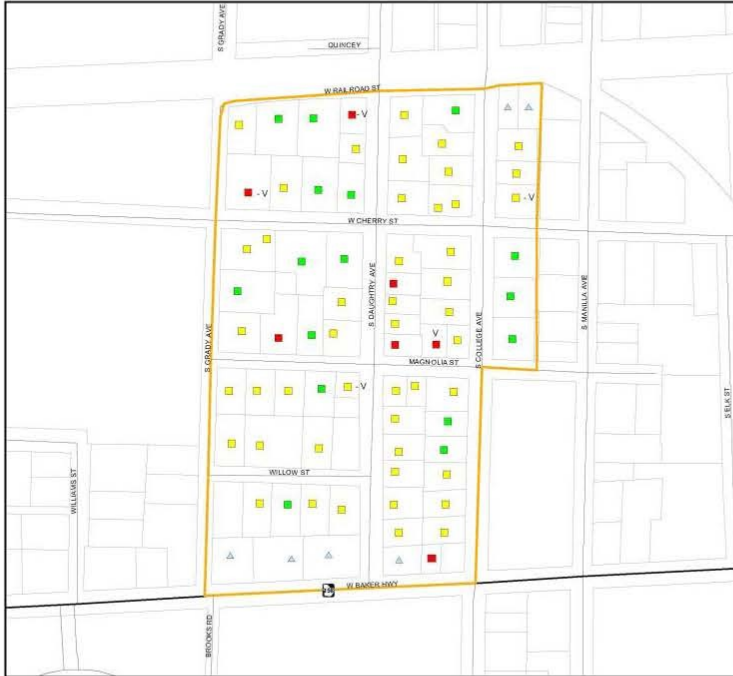 S GRADY AVE
QUINCEY
W RAILROAD ST
- V
- V
- V
W CHERRY ST
S DAUGHTRY AVE
S COLLEGE AVE
S MANILLA AVE
S GRADY AVE
V
MAGNOLIA ST
- V
S ELK ST
WILLIAMS ST
WILLOW ST
W BAKER HWY
BROOKS RD